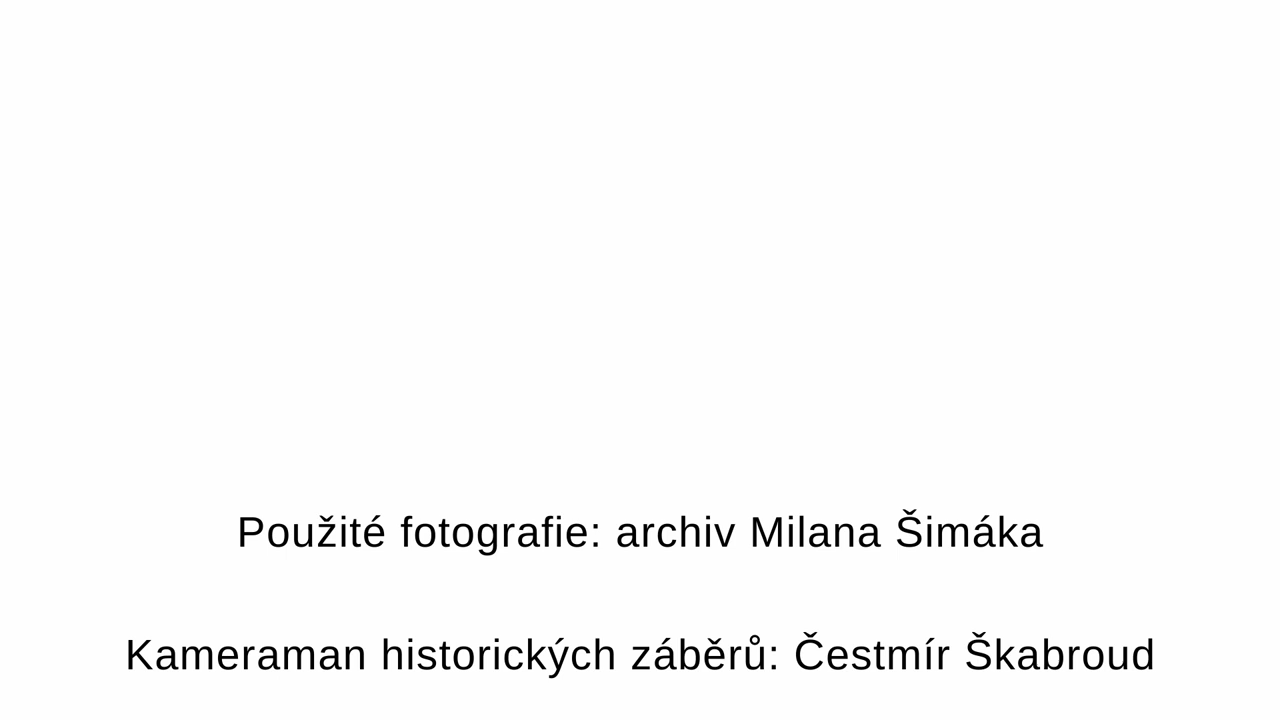 Použité fotografie: archiv Milana Šimáka
Kameraman historických záběrů: Čestmír Škabroud